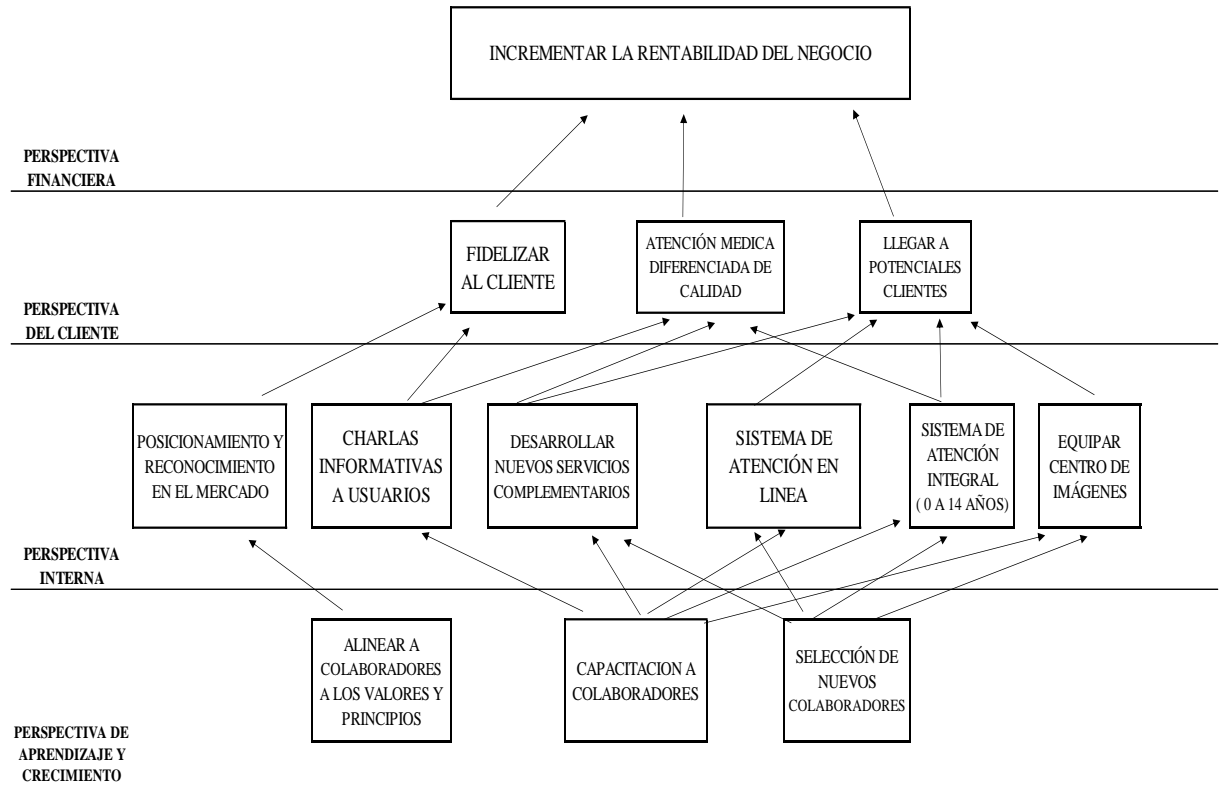 INCREMENTAR LA RENTABILIDAD DEL NEGOCIO
PERSPECTIVA
FINANCIERA
FIDELIZAR
AL CLIENTE
ATENCIÓN MEDICA
DIFERENCIADA DE
CALIDAD
LLEGAR A
POTENCIALES
CLIENTES
PERSPECTIVA
DEL CLIENTE
POSICIONAMIENTO Y
RECONOCIMIENTO
EN EL MERCADO
CHARLAS
INFORMATIVAS
A USUARIOS
DESARROLLAR
NUEVOS SERVICIOS
COMPLEMENTARIOS
SISTEMA DE
ATENCIÓN EN
LINEA
SISTEMA DE
ATENCIÓN
INTEGRAL
( 0 A 14 AÑOS)
EQUIPAR
CENTRO DE
IMÁGENES
PERSPECTIVA
INTERNA
ALINEAR A
COLABORADORES
A LOS VALORES Y
PRINCIPIOS
CAPACITACION A
COLABORADORES
SELECCIÓN DE
NUEVOS
COLABORADORES
PERSPECTIVA DE
APRENDIZAJE Y
CRECIMIENTO